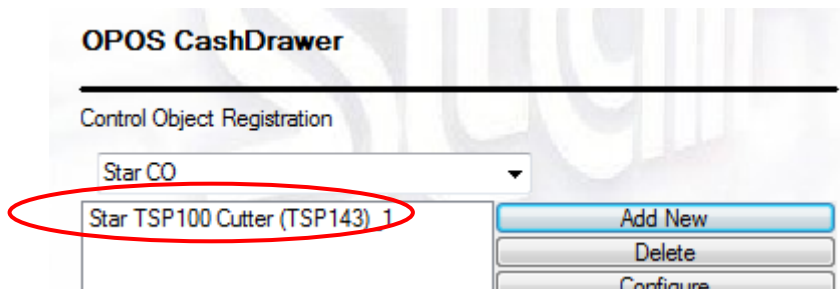 OPOS CashDrawer
Control Object Registration
Star CO
Star TSP100 Cutter (TSP143)_1
Add New
Delete
Configure